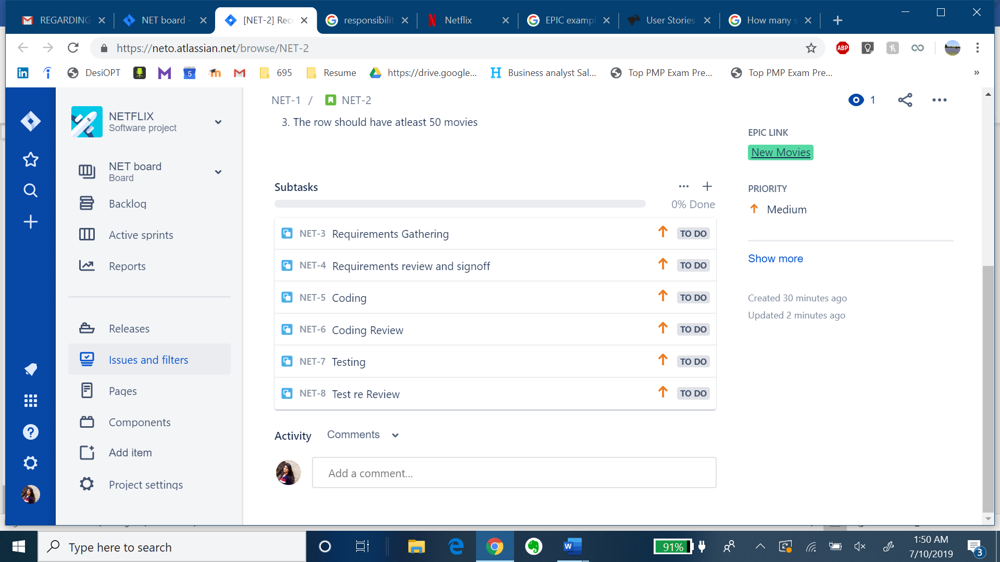 REGARDING
NET board -
[NET-2] Rece
responsibilit
Netflix
EPIC exampl
User Stories
How many s
https://neto.atlassian.net/browse/NET-2
ABP
DesiOPT
5
695
Resume
https://drive.google...
Business analyst Sal...
Top PMP Exam Pre...
Top PMP Exam Pre...
NETFLIX
Software project
NET board
Board
Backlog
Active sprints
Reports
Releases
Issues and filters
Pages
Components
Add item
Project settings
NET-1 / NET-2
1
3. The row should have atleast 50 movies
Subtasks
0% Done
NET-3 Requirements Gathering TO DO
NET-4 Requirements review and signoff TO DO
NET-5 Coding TO DO
NET-6 Coding Review TO DO
NET-7 Testing TO DO
NET-8 Test re Review TO DO
Activity Comments
Add a comment...
EPIC LINK
New Movies
PRIORITY
Medium
Show more
Created 30 minutes ago
Updated 2 minutes ago
Type here to search
91%
1:50 AM
7/10/2019
3